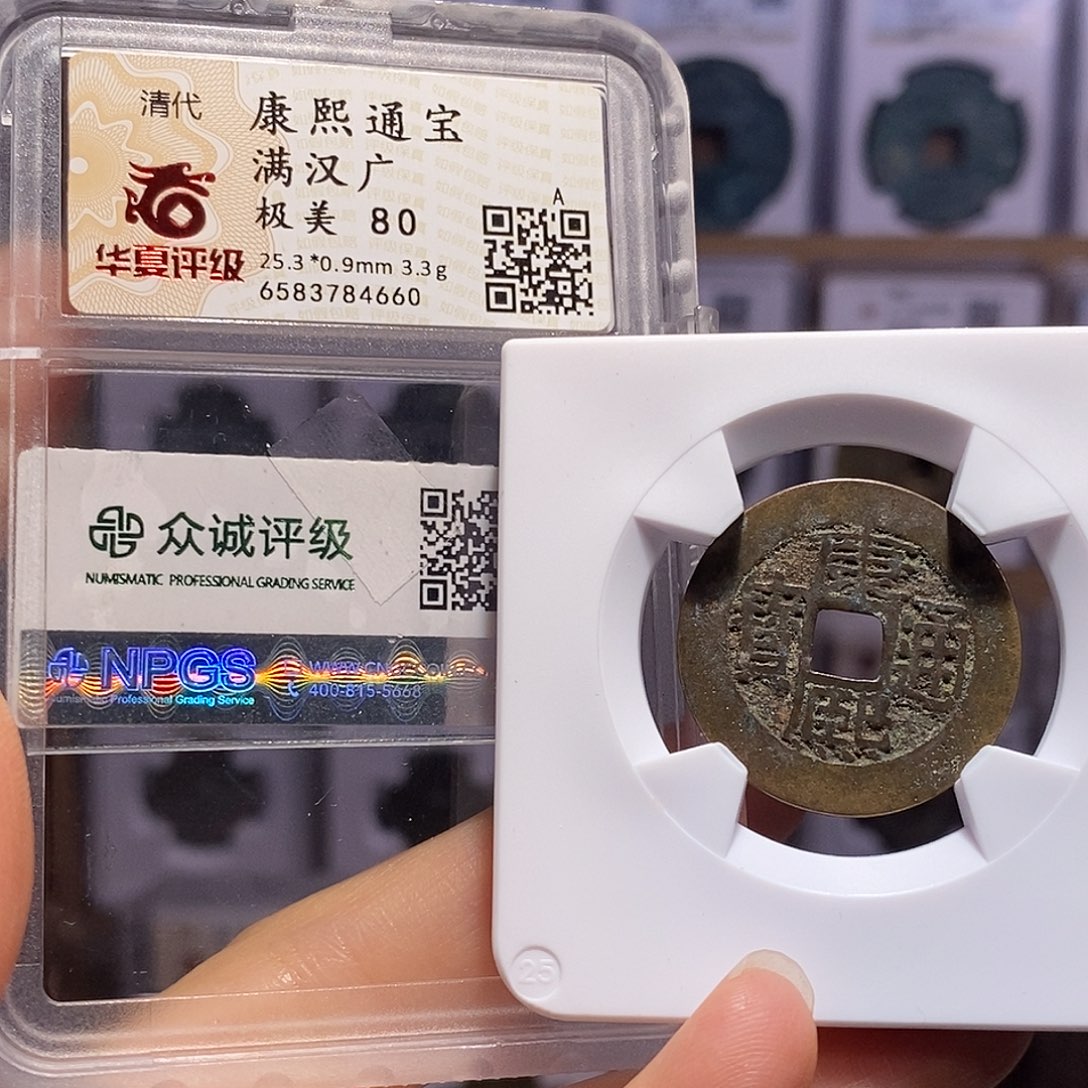 清代
康熙通宝
满汉广
极美 80
华夏评级
25.3*0.9mm 3.3g
6583784660
A
众诚评级
NUMISMATIC PROFESSIONAL GRADING SERVICE
NPGS
Numismatic Professional Grading Service
400-815-5668
康熙通寳
25